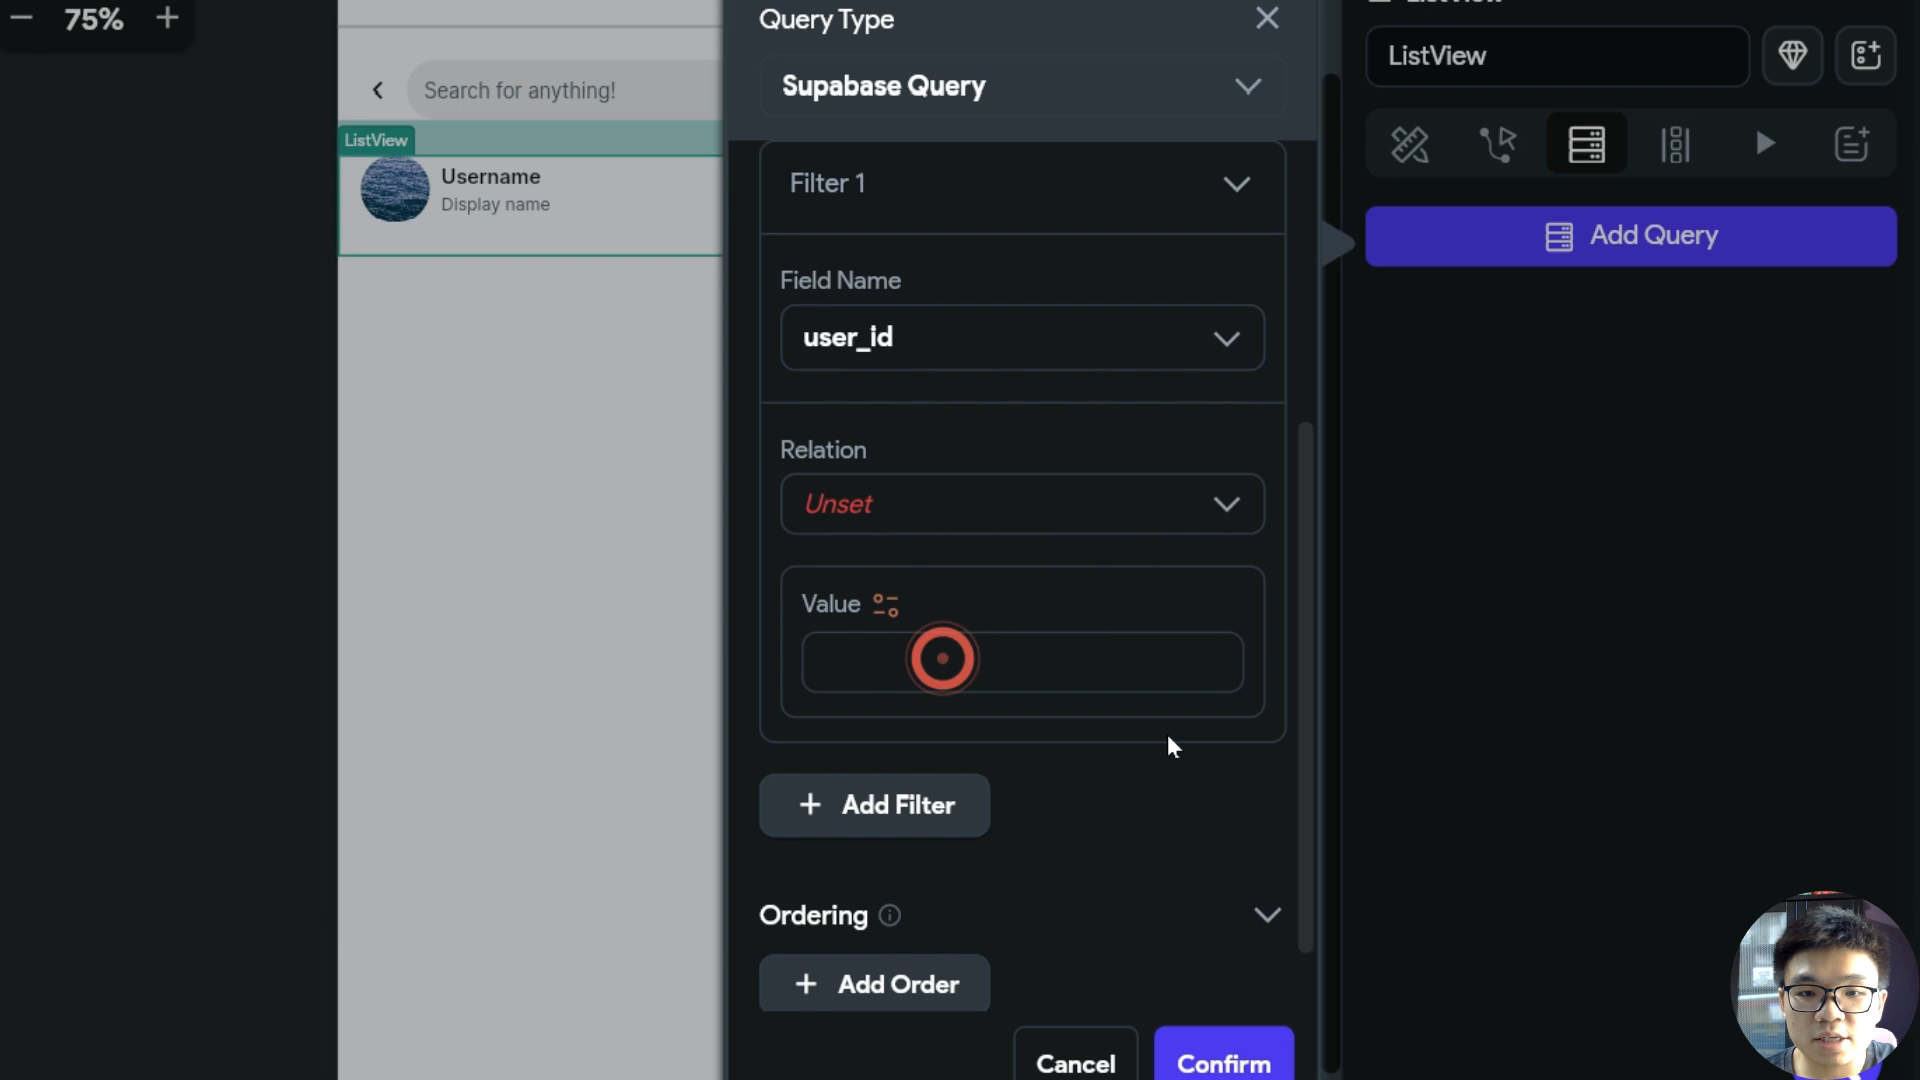 75%
Search for anything!
ListView
Username
Display name
Query Type
Supabase Query
Filter 1
Field Name
user_id
Relation
Unset
Value
Add Filter
Ordering
Add Order
Cancel
Confirm
ListView
ListView
Add Query